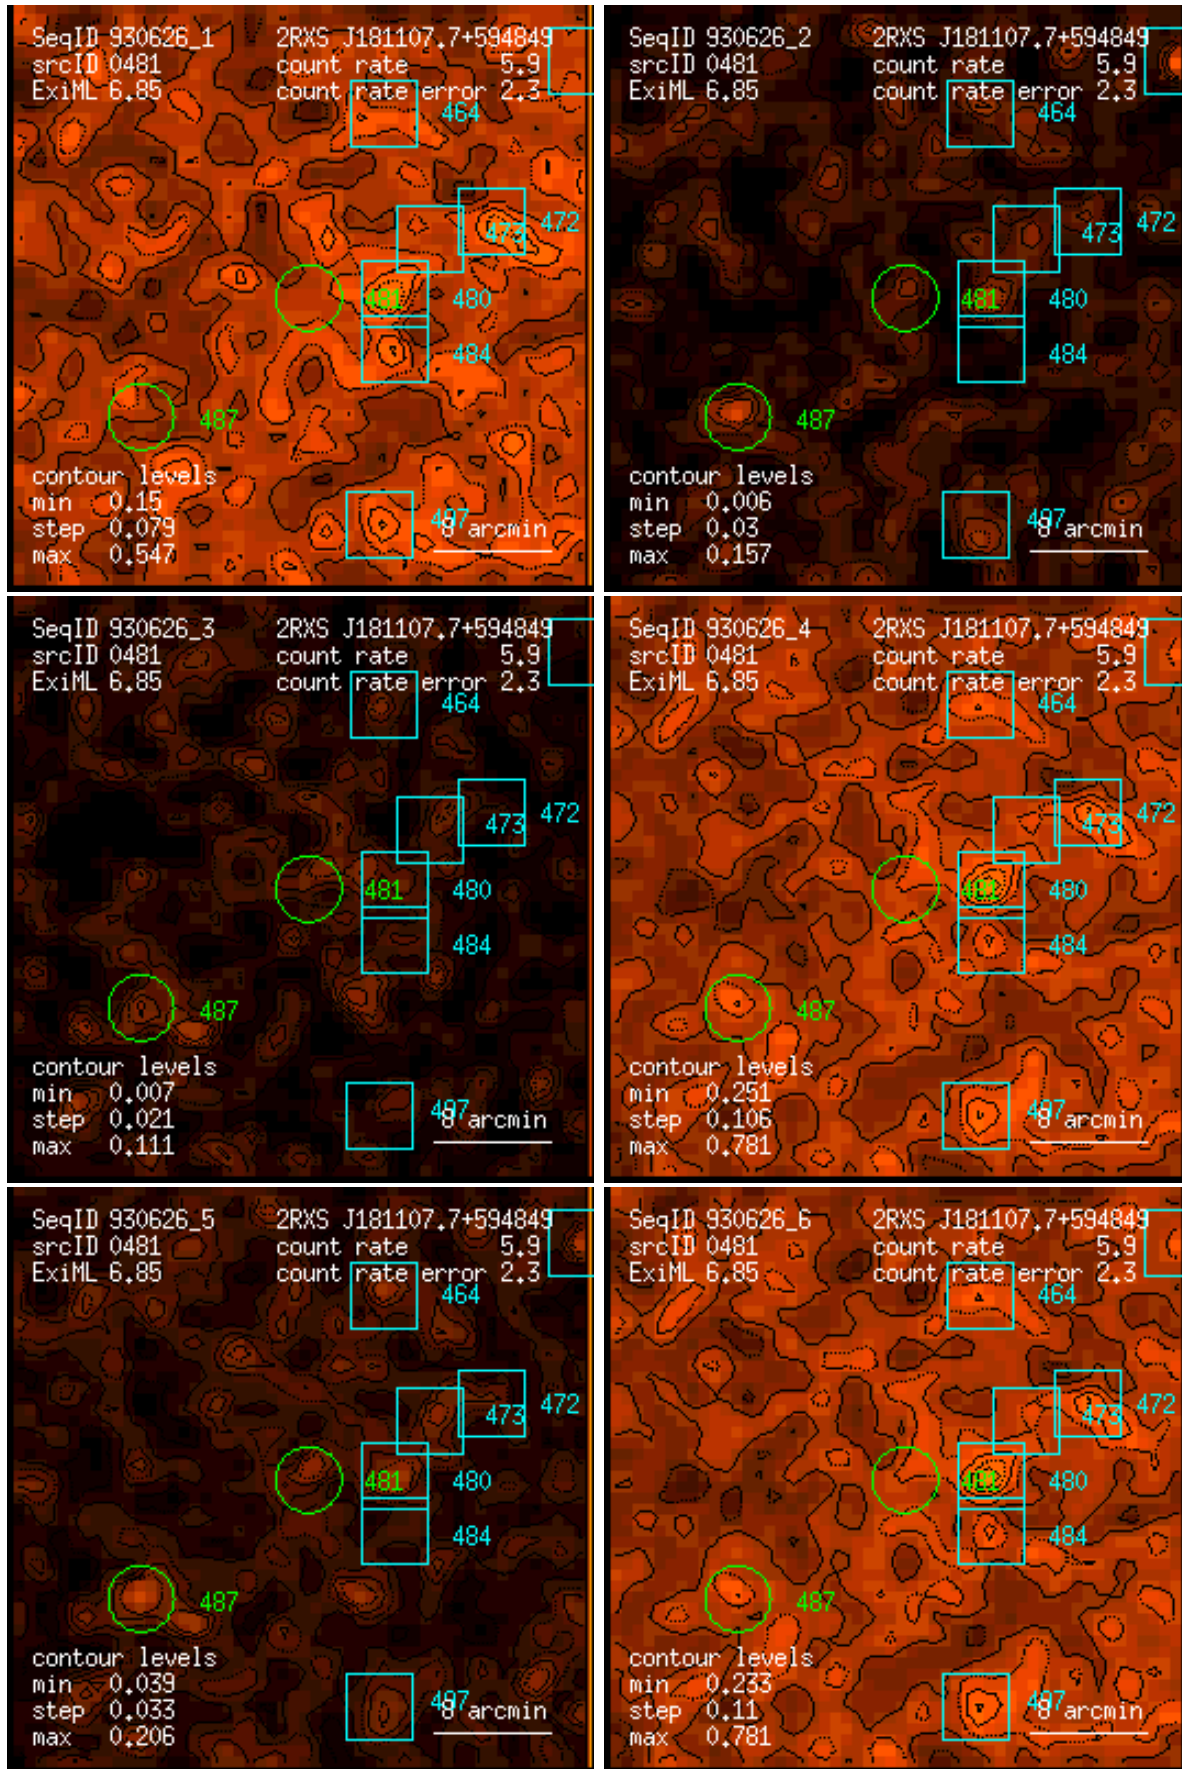 SeqID 930626_1 2RXS J181107.7+594849
srcID 0481 count rate 5.9
ExiML 6.85 count rate error 2.3
464
472
473
481 480
484
487
contour levels
min 0.15
step 0.079 497 8 arcmin
max 0.547
SeqID 930626_2 2RXS J181107.7+594849
srcID 0481 count rate 5.9
ExiML 6.85 count rate error 2.3
464
472
473
481 480
484
487
contour levels
min 0.006
step 0.03 497 8 arcmin
max 0.157
SeqID 930626_3 2RXS J181107.7+594849
srcID 0481 count rate 5.9
ExiML 6.85 count rate error 2.3
464
472
473
481 480
484
487
contour levels
min 0.007
step 0.021 497 8 arcmin
max 0.111
SeqID 930626_4 2RXS J181107.7+594849
srcID 0481 count rate 5.9
ExiML 6.85 count rate error 2.3
464
472
473
481 480
484
487
contour levels
min 0.251
step 0.106 497 8 arcmin
max 0.781
SeqID 930626_5 2RXS J181107.7+594849
srcID 0481 count rate 5.9
ExiML 6.85 count rate error 2.3
464
472
473
481 480
484
487
contour levels
min 0.039
step 0.033 497 8 arcmin
max 0.206
SeqID 930626_6 2RXS J181107.7+594849
srcID 0481 count rate 5.9
ExiML 6.85 count rate error 2.3
464
472
473
481 480
484
487
contour levels
min 0.233
step 0.11 497 8 arcmin
max 0.781